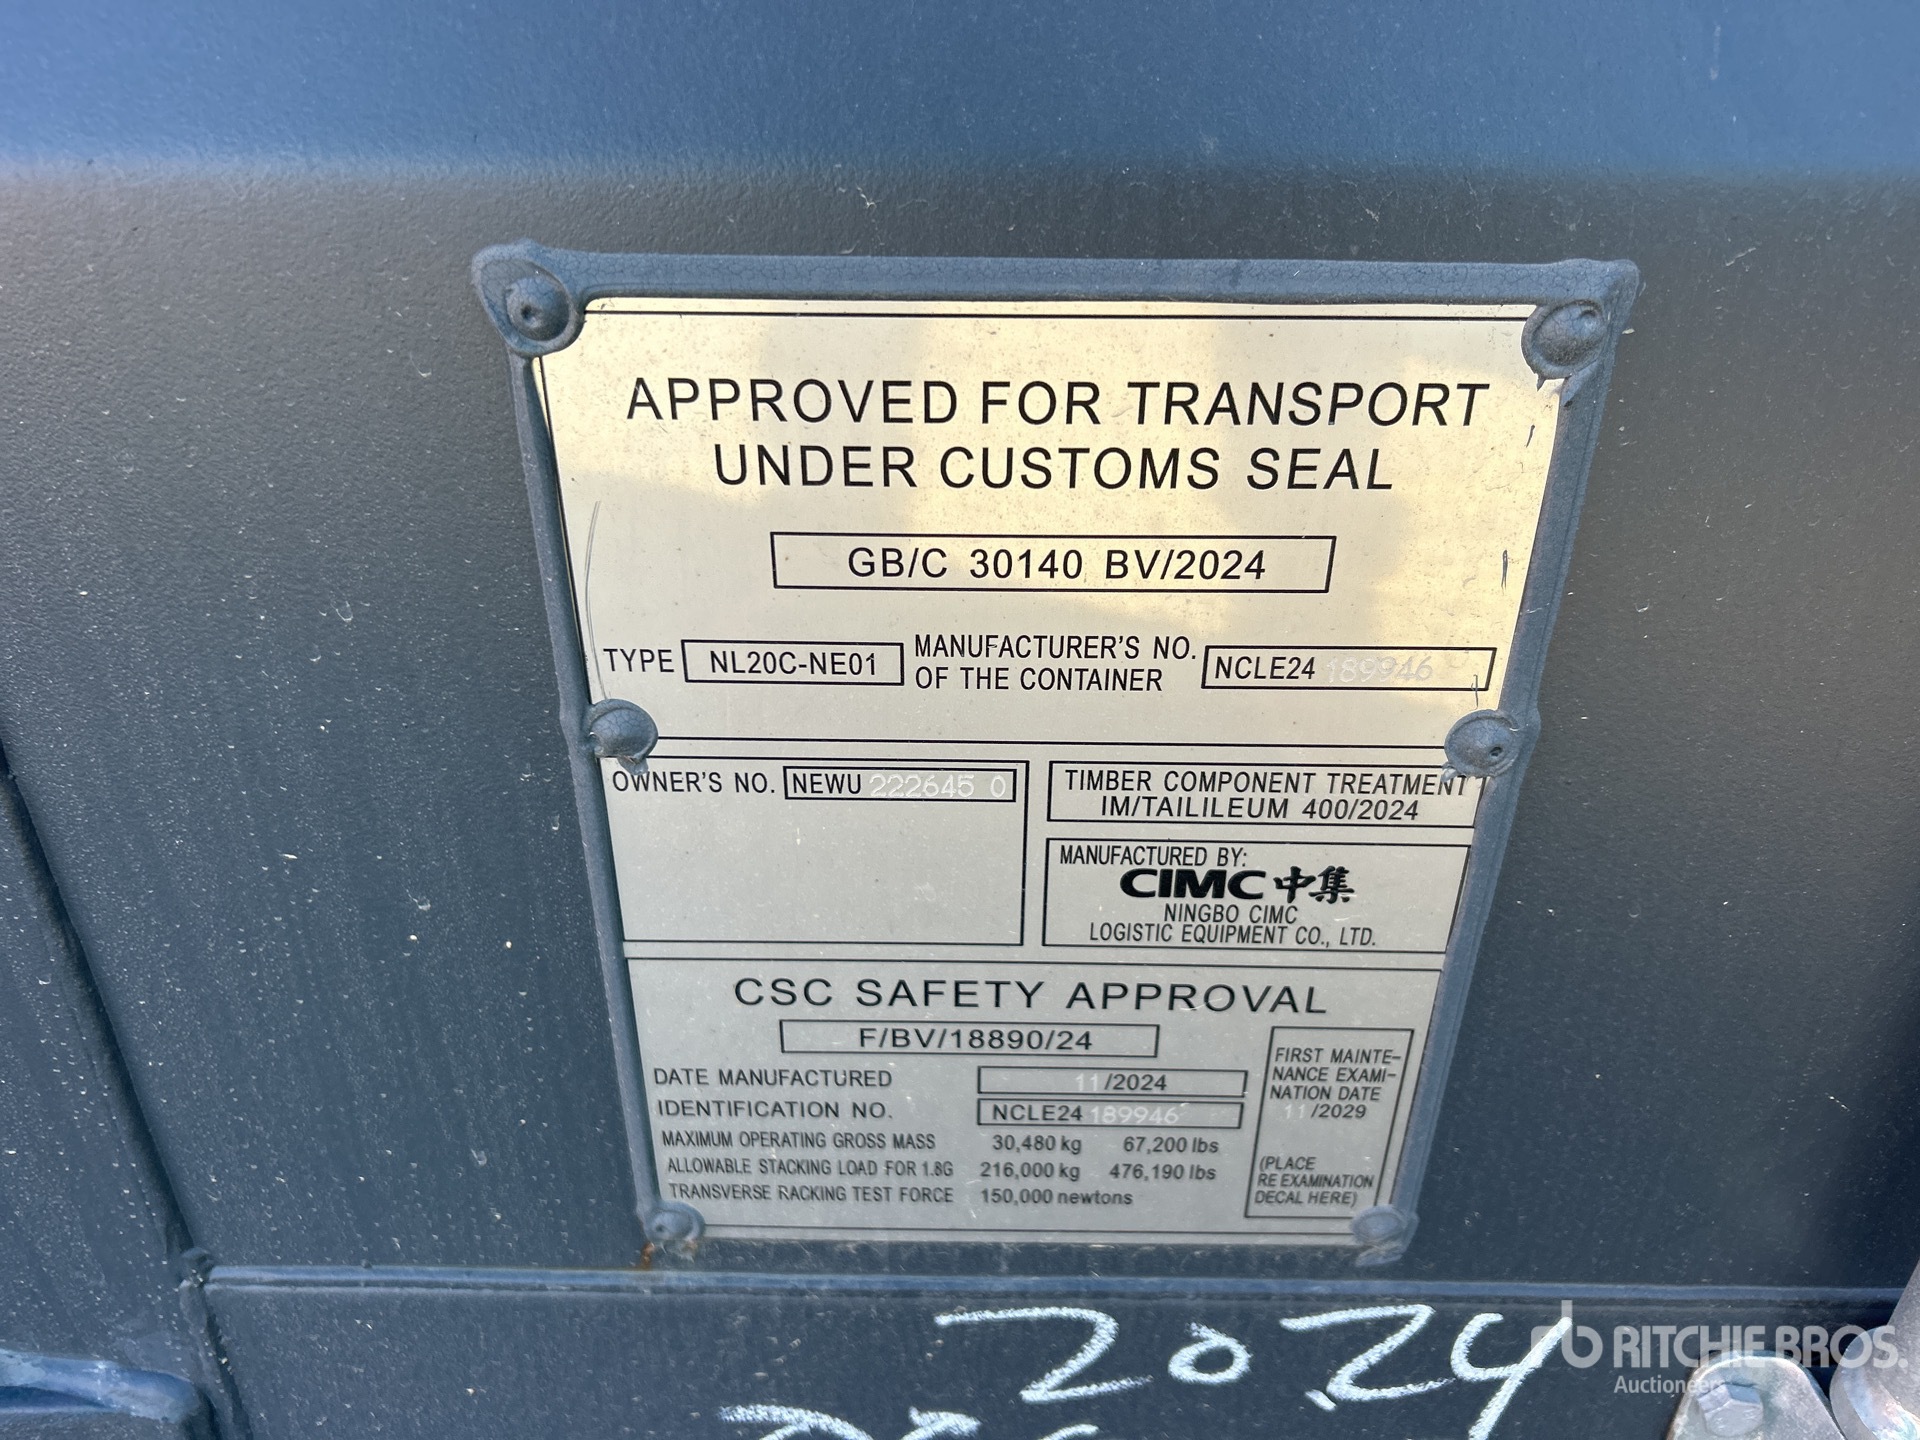 APPROVED FOR TRANSPORT
UNDER CUSTOMS SEAL
GB/C 30140 BV/2024
TYPE NL20C-NE01 MANUFACTURER'S NO. OF THE CONTAINER NCLE24 189946
OWNER'S NO. NEWU 222645 0
TIMBER COMPONENT TREATMENT
IM/TAILILEUM 400/2024
MANUFACTURED BY:
CIMC 中集
NINGBO CIMC
LOGISTIC EQUIPMENT CO., LTD.
CSC SAFETY APPROVAL
F/BV/18890/24
DATE MANUFACTURED 11/2024
IDENTIFICATION NO. NCLE24 189946
MAXIMUM OPERATING GROSS MASS 30,480 kg 67,200 lbs
ALLOWABLE STACKING LOAD FOR 1.8G 216,000 kg 476,190 lbs
TRANSVERSE RACKING TEST FORCE 150,000 newtons
FIRST MAINTE-
NANCE EXAMI-
NATION DATE
11/2029
(PLACE
RE EXAMINATION
DECAL HERE)
2024
rb RITCHIE BROS.
Auctioneers